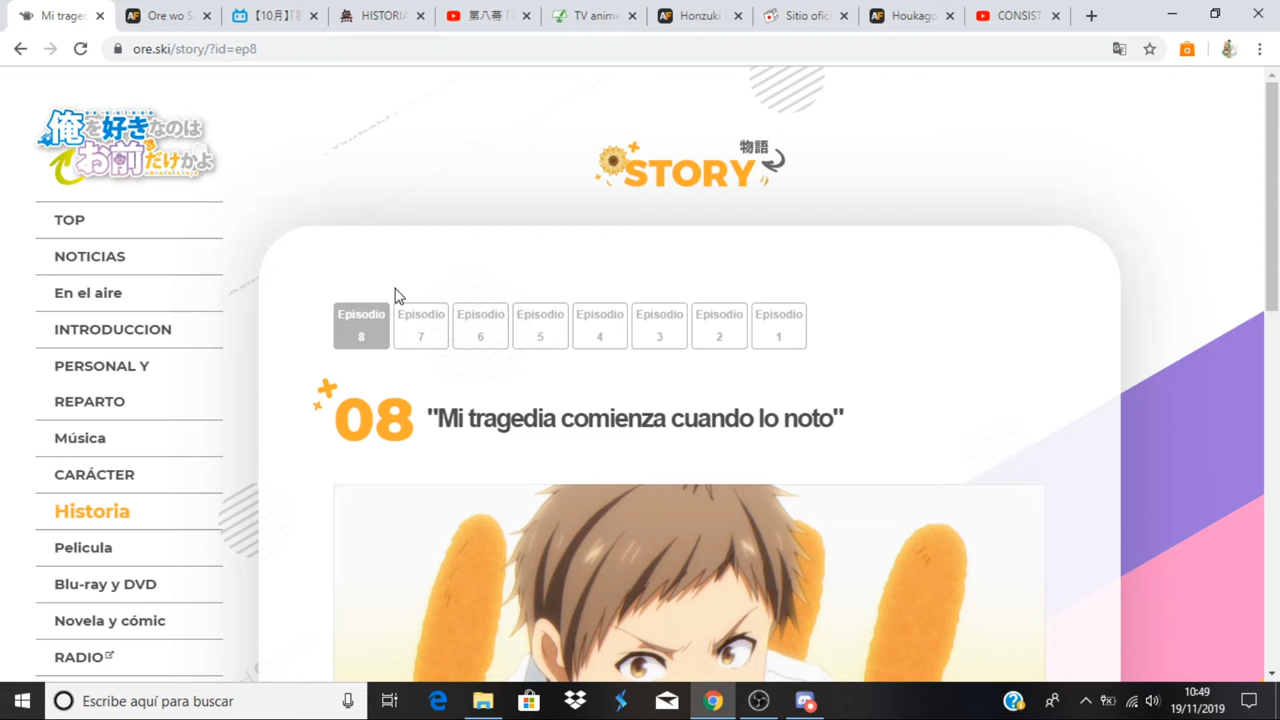 Mi trage
Ore wo S
【10月】『
HISTORIA
第八蕃「
TV anime
Honzuki
Sitio ofic
Houkago
CONSIST
ore.ski/story/?id=ep8
俺を好きなのは
お前だけかよ
TOP
NOTICIAS
En el aire
INTRODUCCION
PERSONAL Y
REPARTO
Música
CARÁCTER
Historia
Pelicula
Blu-ray y DVD
Novela y cómic
RADIO
物語
STORY
Episodio 8
Episodio 7
Episodio 6
Episodio 5
Episodio 4
Episodio 3
Episodio 2
Episodio 1
08 "Mi tragedia comienza cuando lo noto"
Escribe aquí para buscar
10:49
19/11/2019